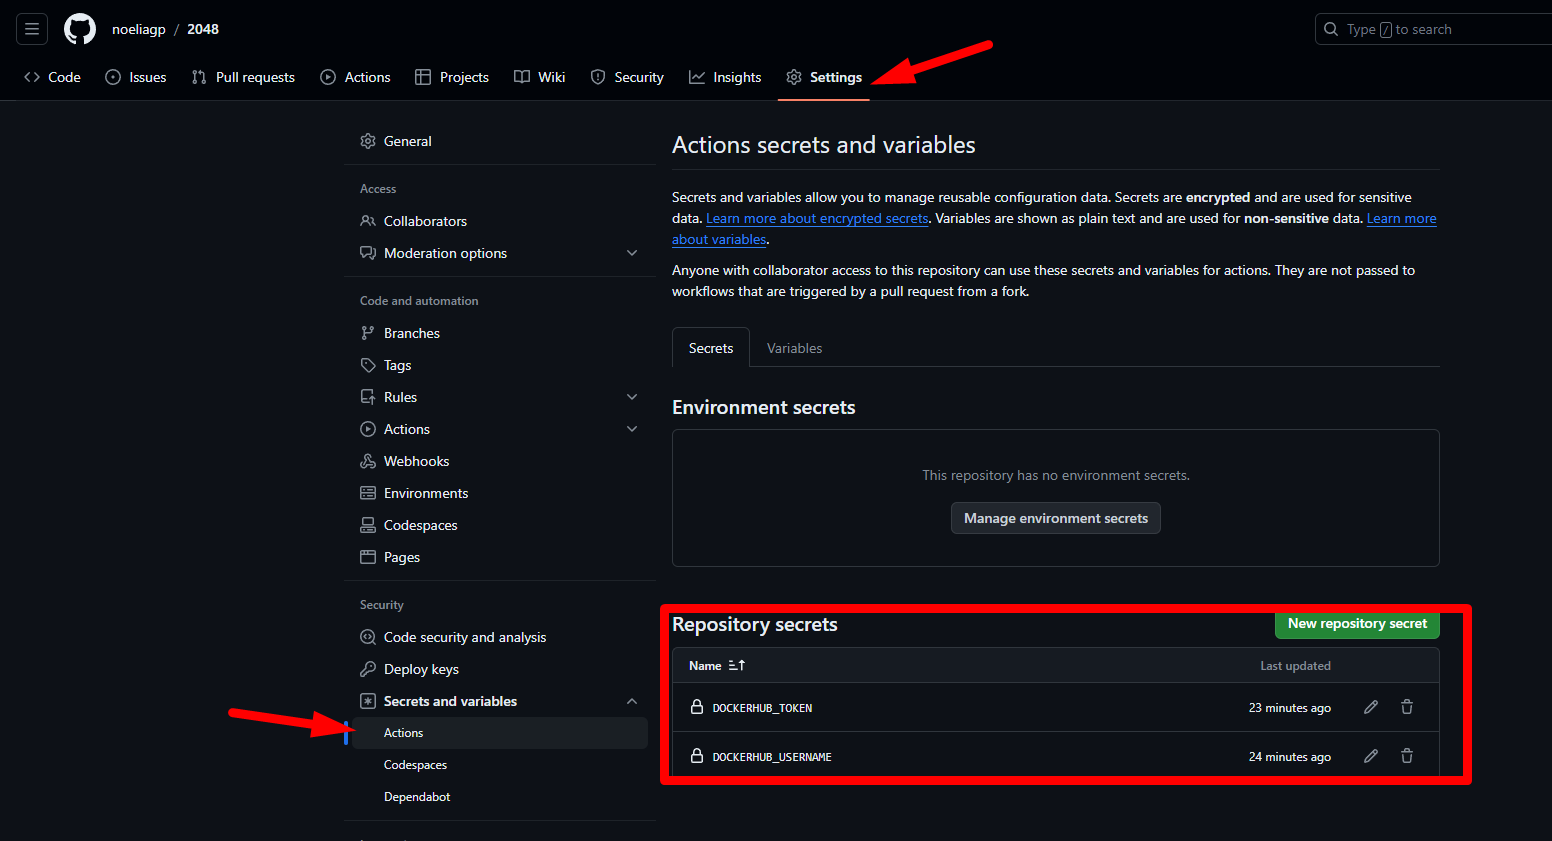 noeliagp / 2048
Type / to search
Code
Issues
Pull requests
Actions
Projects
Wiki
Security
Insights
Settings
General
Access
Collaborators
Moderation options
Code and automation
Branches
Tags
Rules
Actions
Webhooks
Environments
Codespaces
Pages
Security
Code security and analysis
Deploy keys
Secrets and variables
Actions
Codespaces
Dependabot
Actions secrets and variables
Secrets and variables allow you to manage reusable configuration data. Secrets are encrypted and are used for sensitive
data. Learn more about encrypted secrets. Variables are shown as plain text and are used for non-sensitive data. Learn more
about variables.
Anyone with collaborator access to this repository can use these secrets and variables for actions. They are not passed to
workflows that are triggered by a pull request from a fork.
Secrets
Variables
Environment secrets
This repository has no environment secrets.
Manage environment secrets
Repository secrets
New repository secret
Name
Last updated
DOCKERHUB_TOKEN
23 minutes ago
DOCKERHUB_USERNAME
24 minutes ago